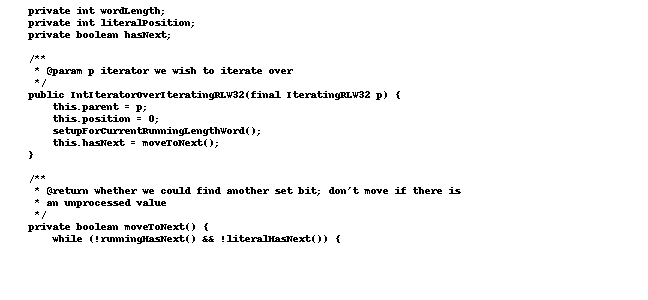 private int wordLength;
private int literalPosition;
private boolean hasNext;
/**
* @param p iterator we wish to iterate over
*/
public IntIteratorOverIteratingRLW32(final IteratingRLW32 p) {
this.parent = p;
this.position = 0;
setupForCurrentRunningLengthWord();
this.hasNext = moveToNext();
}
/**
* @return whether we could find another set bit; don't move if there is
* an unprocessed value
*/
private boolean moveToNext() {
while (!runningHasNext() && !literalHasNext()) {